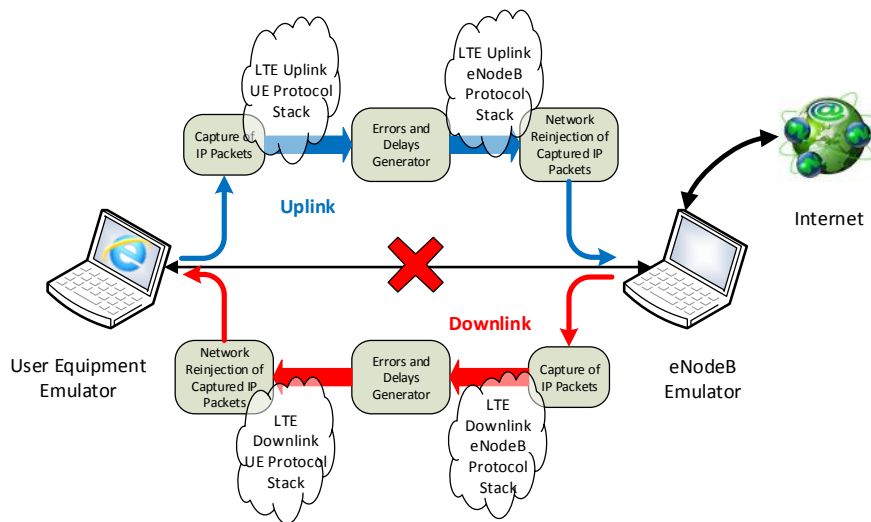 LTE Uplink
UE Protocol
Stack
LTE Uplink
eNodeB
Protocol
Stack
Capture of
IP Packets
Errors and
Delays
Generator
Network
Reinjection of
Captured IP
Packets
Uplink
Internet
Downlink
User Equipment
Emulator
eNodeB
Emulator
Network
Reinjection of
Captured IP
Packets
Errors and
Delays
Generator
Capture of
IP Packets
LTE
Downlink
UE Protocol
Stack
LTE
Downlink
eNodeB
Protocol
Stack